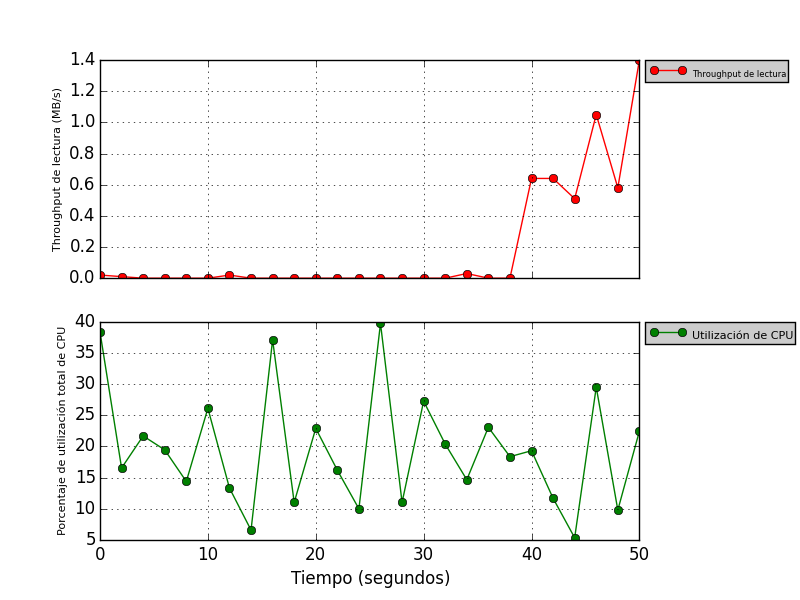 1.4
1.2
1.0
0.8
0.6
0.4
0.2
0.0
Throughput de lectura (MB/s)
Throughput de lectura
40
35
30
25
20
15
10
5
Porcentaje de utilización total de CPU
Utilización de CPU
0 10 20 30 40 50
Tiempo (segundos)